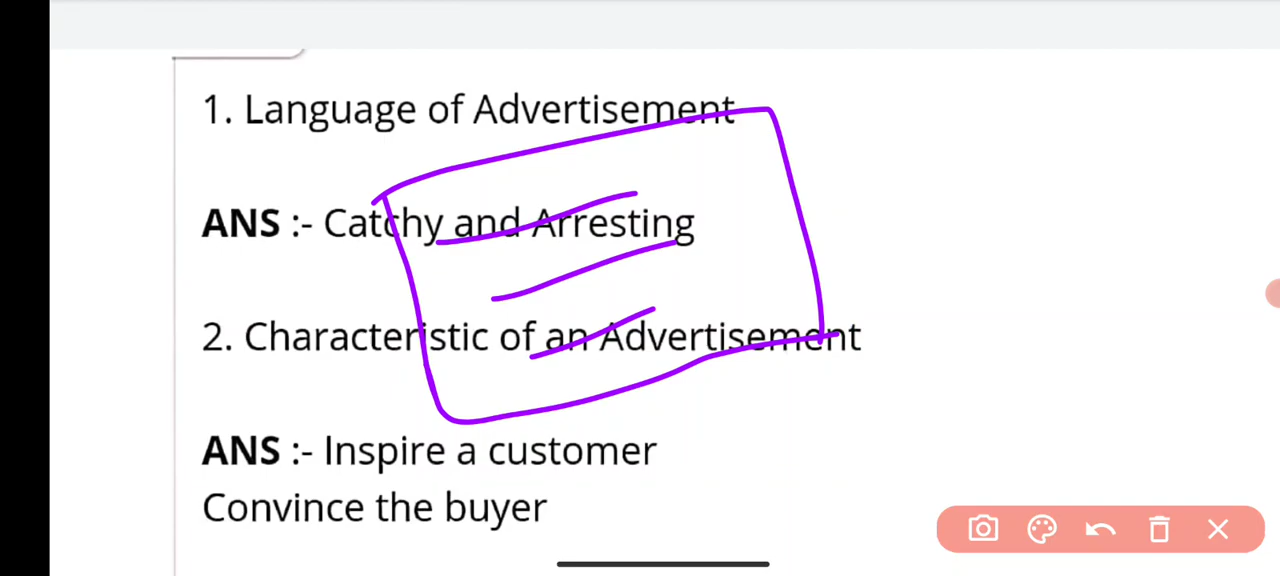 1. Language of Advertisement
ANS :- Catchy and Arresting
2. Characteristic of an Advertisement
ANS :- Inspire a customer
Convince the buyer